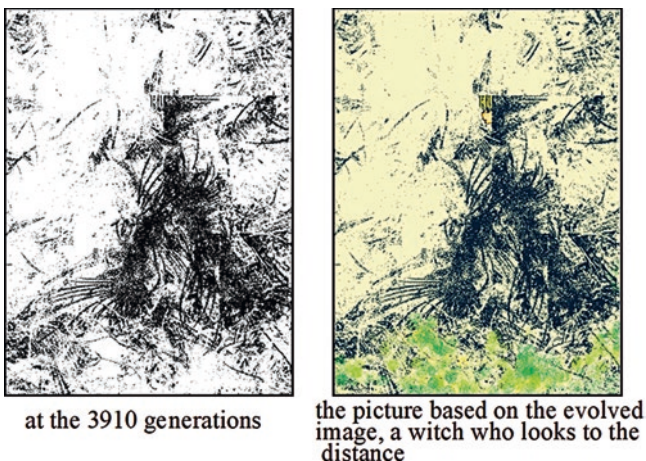 at the 3910 generations
the picture based on the evolved
image, a witch who looks to the
distance